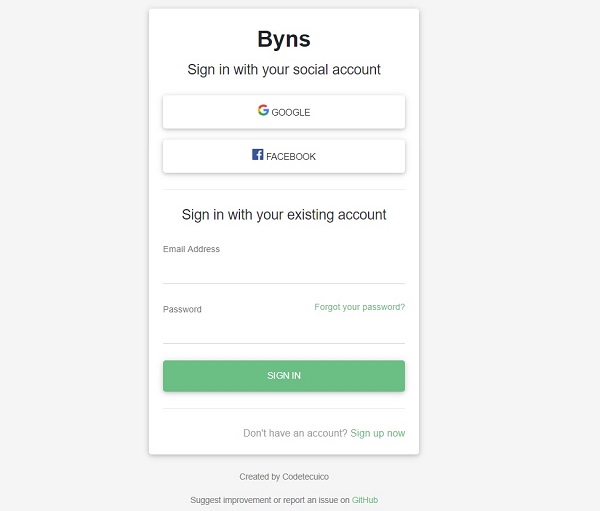 Byns
Sign in with your social account
GOOGLE
FACEBOOK
Sign in with your existing account
Email Address
Password
Forgot your password?
SIGN IN
Don't have an account? Sign up now
Created by Codetecuico
Suggest improvement or report an issue on GitHub